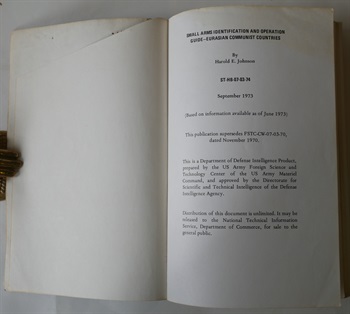 SMALL ARMS IDENTIFICATION AND OPERATION
GUIDE—EURASIAN COMMUNIST COUNTRIES
By
Harold E. Johnson
ST-HB-07-03-74
September 1973
(Based on information available as of June 1973)
This publication supersedes FSTC-CW-07-03-70,
dated November 1970.
This is a Department of Defense Intelligence Product,
prepared by the US Army Foreign Science and
Technology Center of the US Army Materiel
Command, and approved by the Directorate for
Scientific and Technical Intelligence of the Defense
Intelligence Agency.
Distribution of this document is unlimited. It may be
released to the National Technical Information
Service, Department of Commerce, for sale to the
general public.